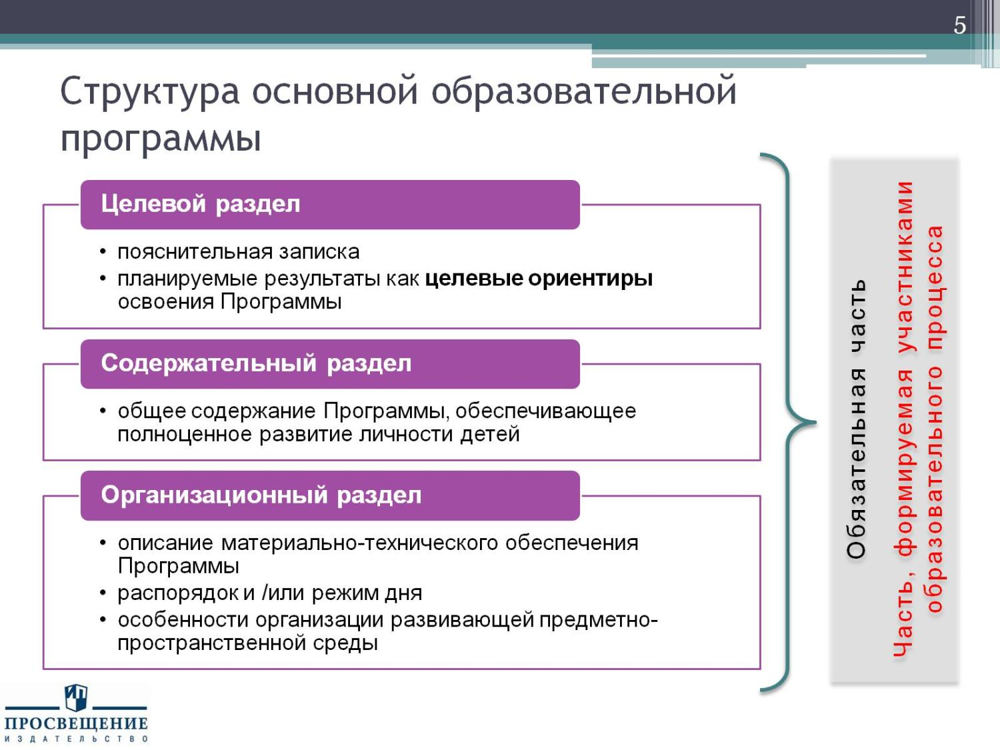 5
Структура основной образовательной
программы
Целевой раздел
• пояснительная записка
• планируемые результаты как целевые ориентиры
освоения Программы
Содержательный раздел
• общее содержание Программы, обеспечивающее
полноценное развитие личности детей
Организационный раздел
• описание материально-технического обеспечения
Программы
• распорядок и /или режим дня
• особенности организации развивающей предметно-
пространственной среды
Обязательная часть
Часть, формируемая участниками
образовательного процесса
ИП
ПРОСВЕЩЕНИЕ
ИЗДАТЕЛЬСТВО